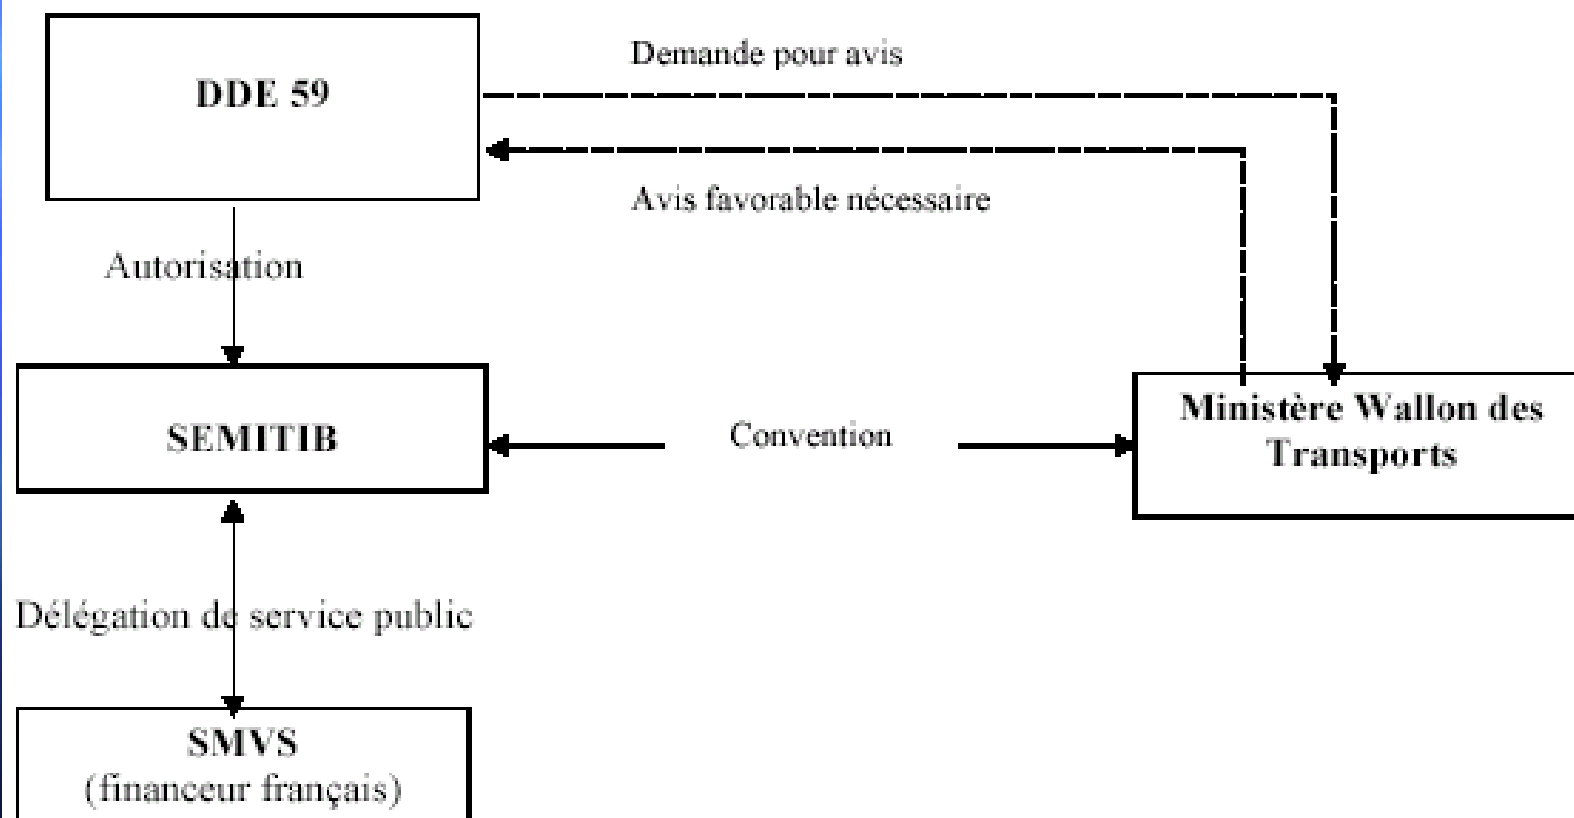 DDE 59
Demande pour avis
Avis favorable nécessaire
Autorisation
SEMITIB
Convention
Ministère Wallon des
Transports
Délégation de service public
SMVS
(financeur français)